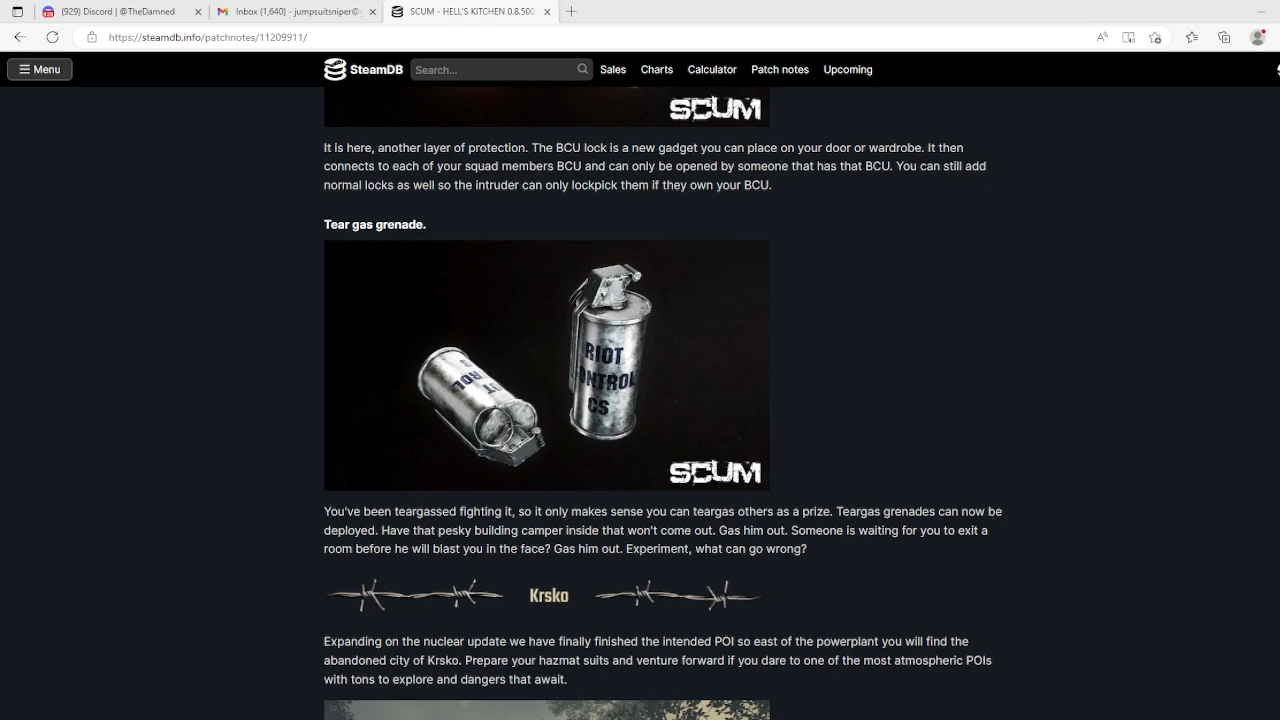 (929) Discord | @TheDamned
Inbox (1,640) - jumpsuitsniper@
SCUM - HELL'S KITCHEN 0.8.500
https://steamdb.info/patchnotes/11209911/
Menu
SteamDB
Search...
Sales
Charts
Calculator
Patch notes
Upcoming
SCUM
It is here, another layer of protection. The BCU lock is a new gadget you can place on your door or wardrobe. It then
connects to each of your squad members BCU and can only be opened by someone that has that BCU. You can still add
normal locks as well so the intruder can only lockpick them if they own your BCU.
Tear gas grenade.
RIOT
CONTROL
CS
SCUM
You've been teargassed fighting it, so it only makes sense you can teargas others as a prize. Teargas grenades can now be
deployed. Have that pesky building camper inside that won't come out. Gas him out. Someone is waiting for you to exit a
room before he will blast you in the face? Gas him out. Experiment, what can go wrong?
Krsko
Expanding on the nuclear update we have finally finished the intended POI so east of the powerplant you will find the
abandoned city of Krsko. Prepare your hazmat suits and venture forward if you dare to one of the most atmospheric POIs
with tons to explore and dangers that await.